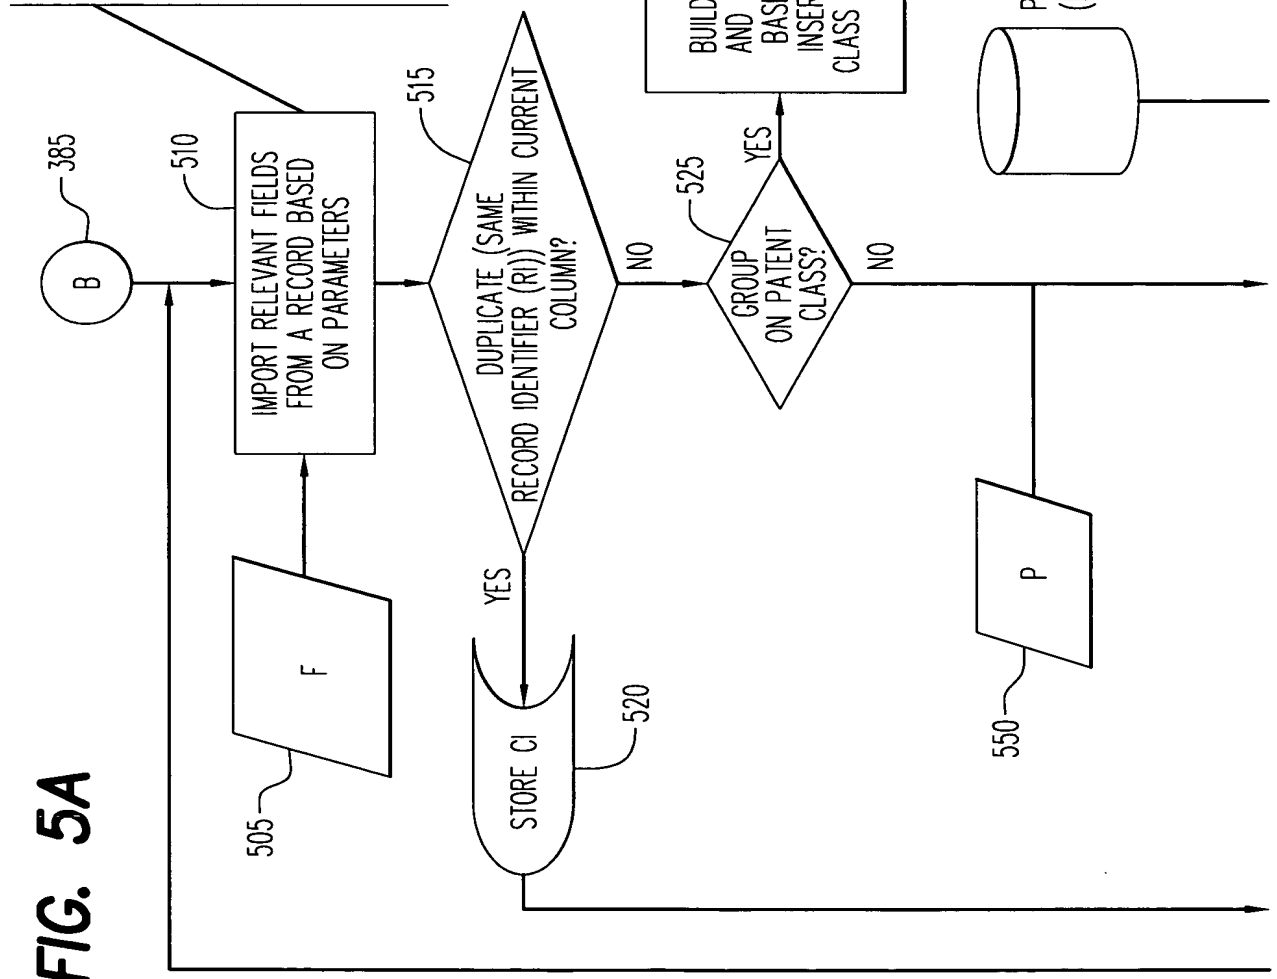 FIG. 5A
B
385
IMPORT RELEVANT FIELDS
FROM A RECORD BASED
ON PARAMETERS
510
F
505
DUPLICATE (SAME
RECORD IDENTIFIER (RI)) WITHIN CURRENT
COLUMN?
515
YES
NO
STORE CI
520
GROUP
ON PATENT
CLASS?
525
YES
NO
BUILD
AND
BASE
INSER
CLASS
P
550
P
(